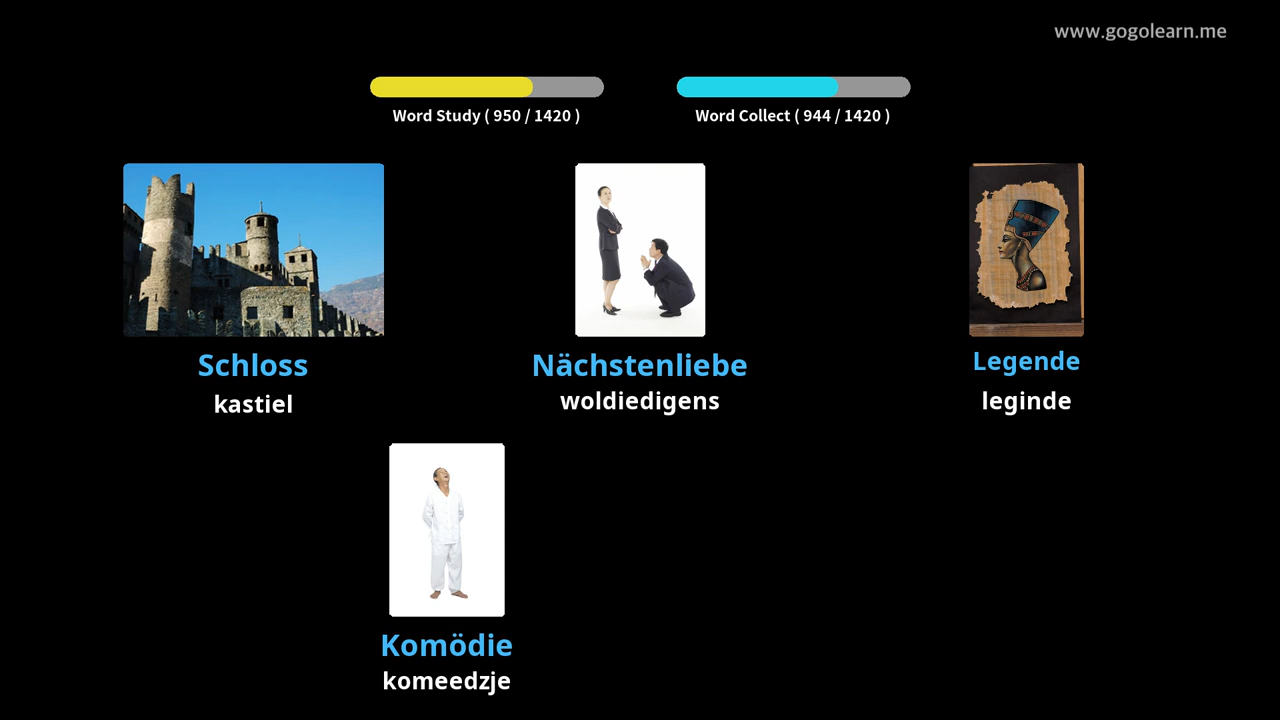 www.gogolearn.me
Word Study ( 950 / 1420 )
Word Collect ( 944 / 1420 )
Schloss
kastiel
Nächstenliebe
woldiedigens
Legende
leginde
Komödie
komeedzje